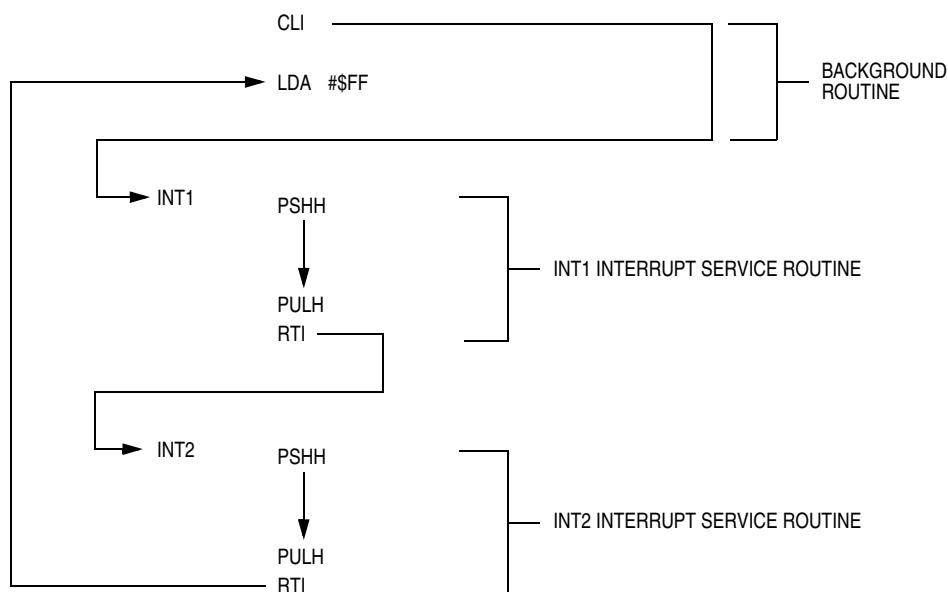 CLI
LDA #$FF
BACKGROUND
ROUTINE
INT1
PSHH
INT1 INTERRUPT SERVICE ROUTINE
PULH
RTI
INT2
PSHH
INT2 INTERRUPT SERVICE ROUTINE
PULH
RTI